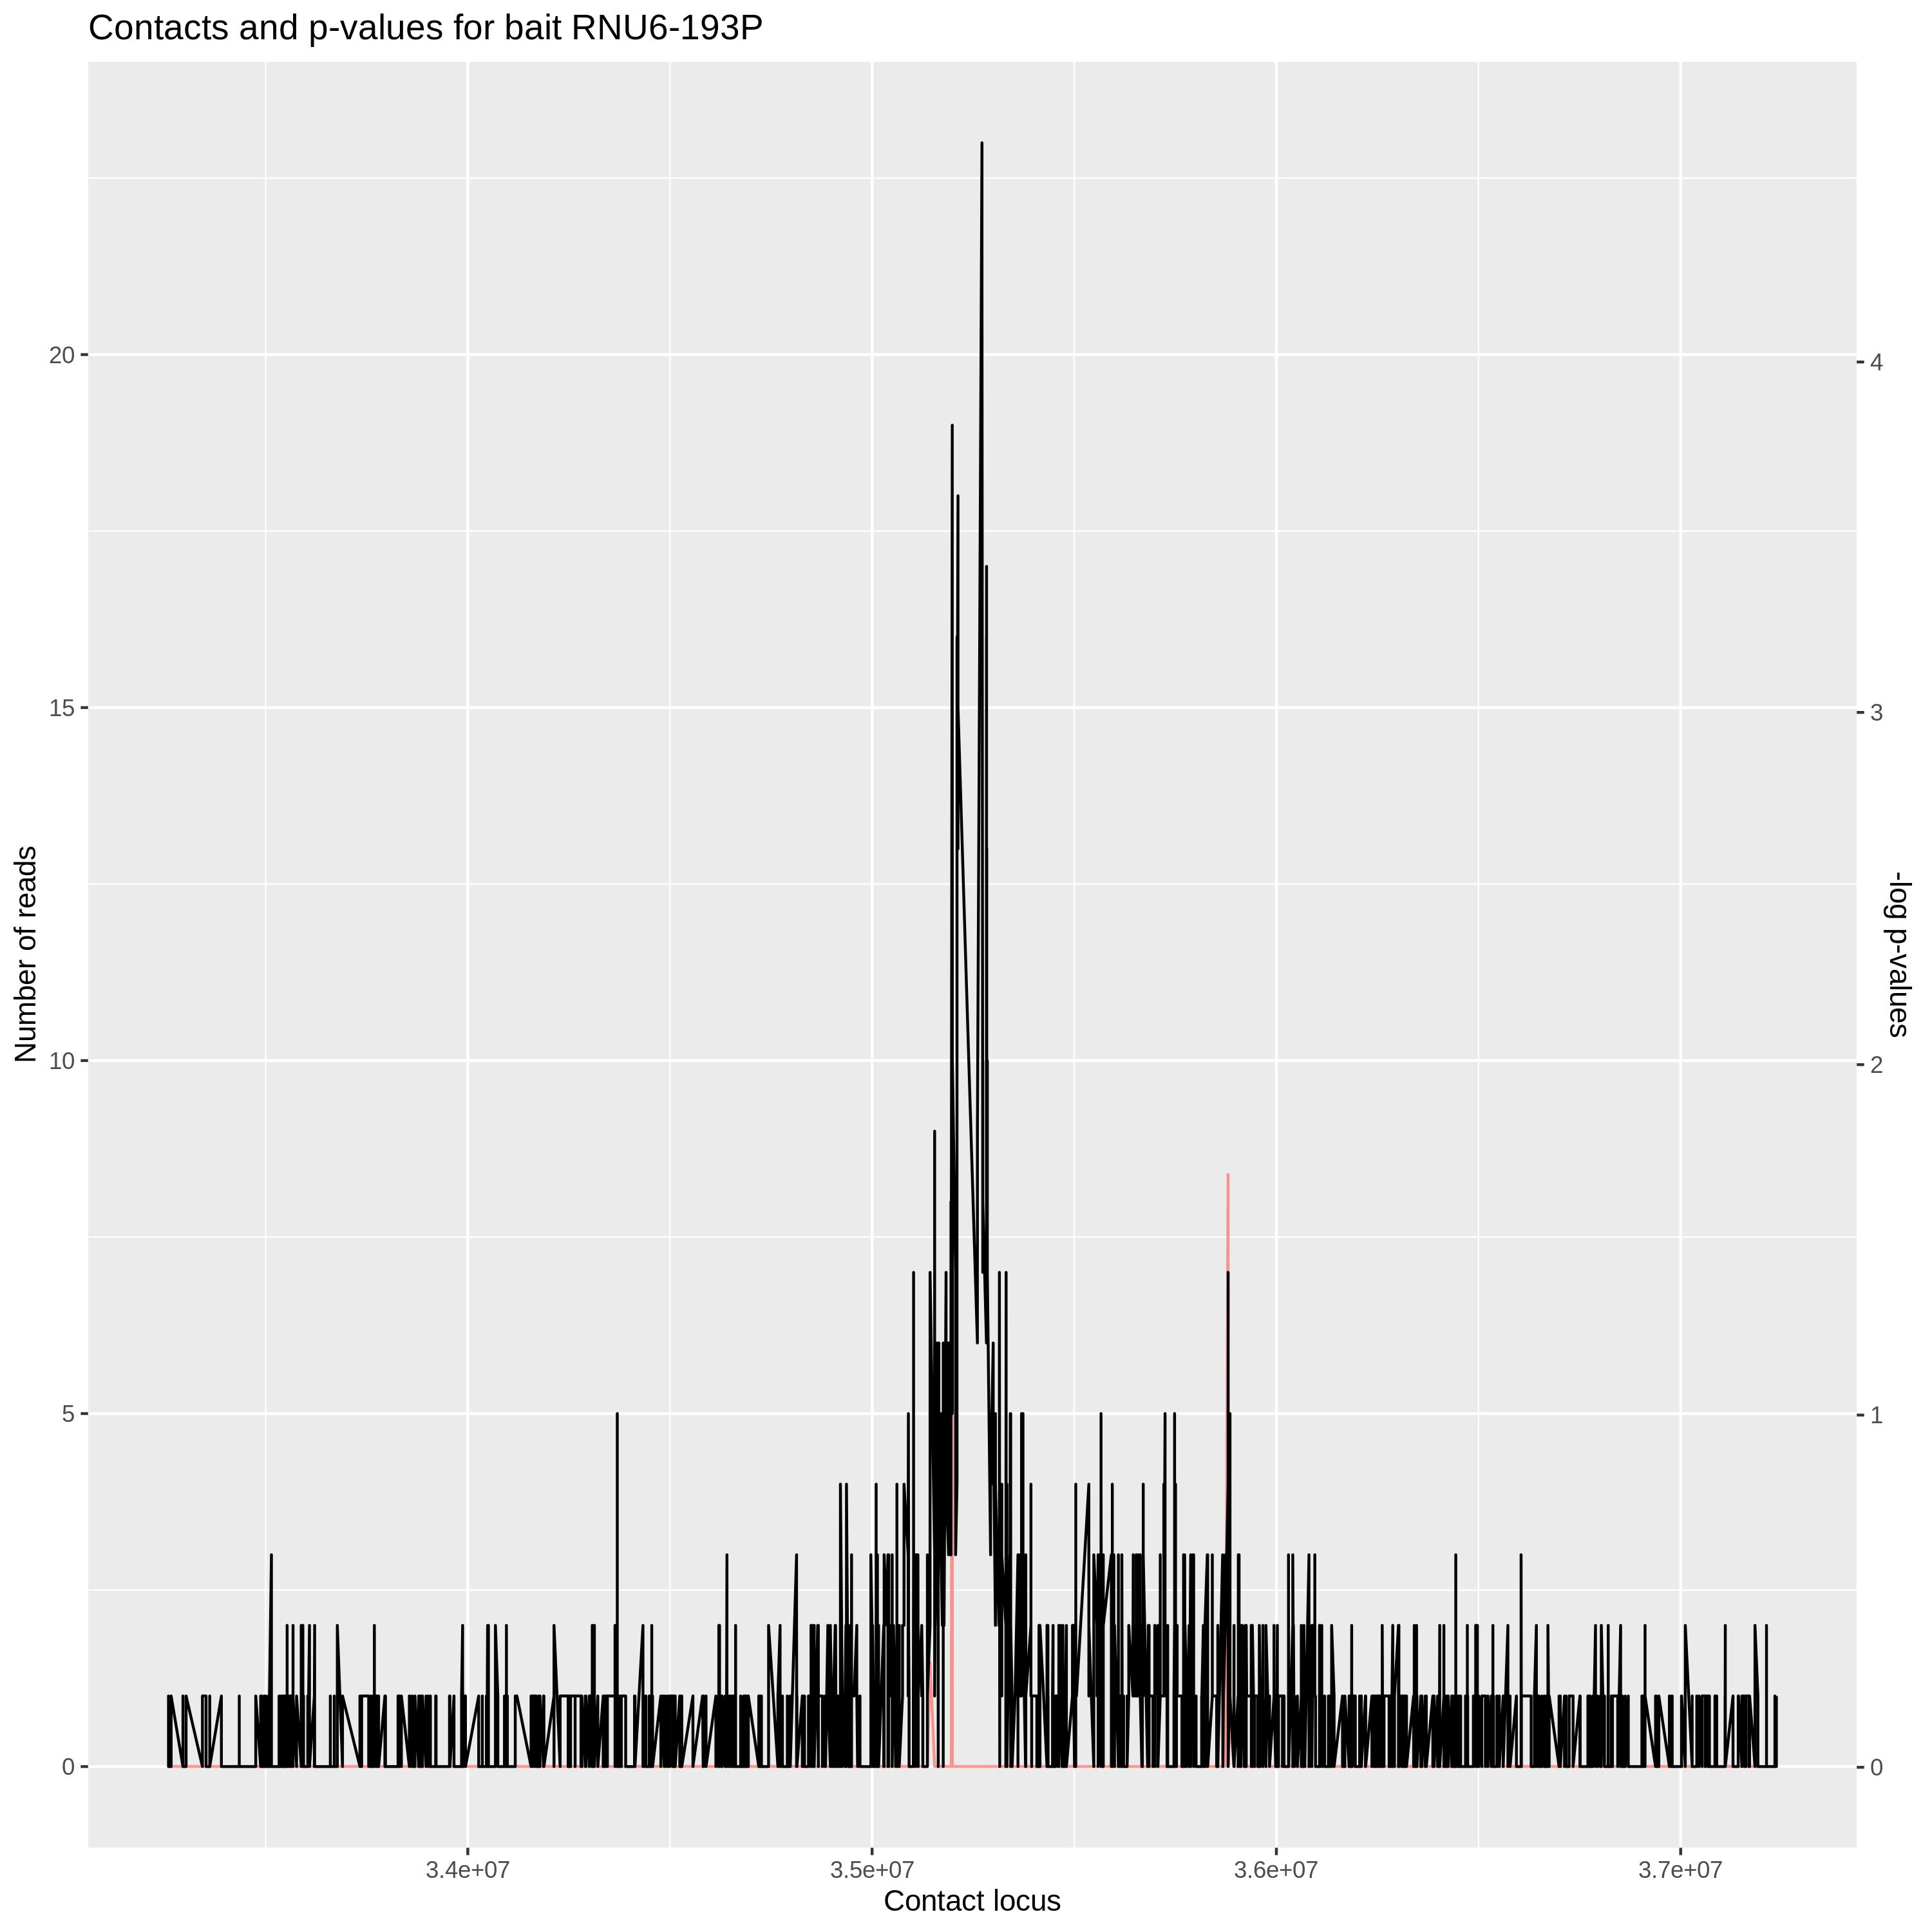 Contacts and p-values for bait RNU6-193P
Number of reads
20
15
10
5
0
-log p-values
4
3
2
1
0
3.4e+07
3.5e+07
3.6e+07
3.7e+07
Contact locus